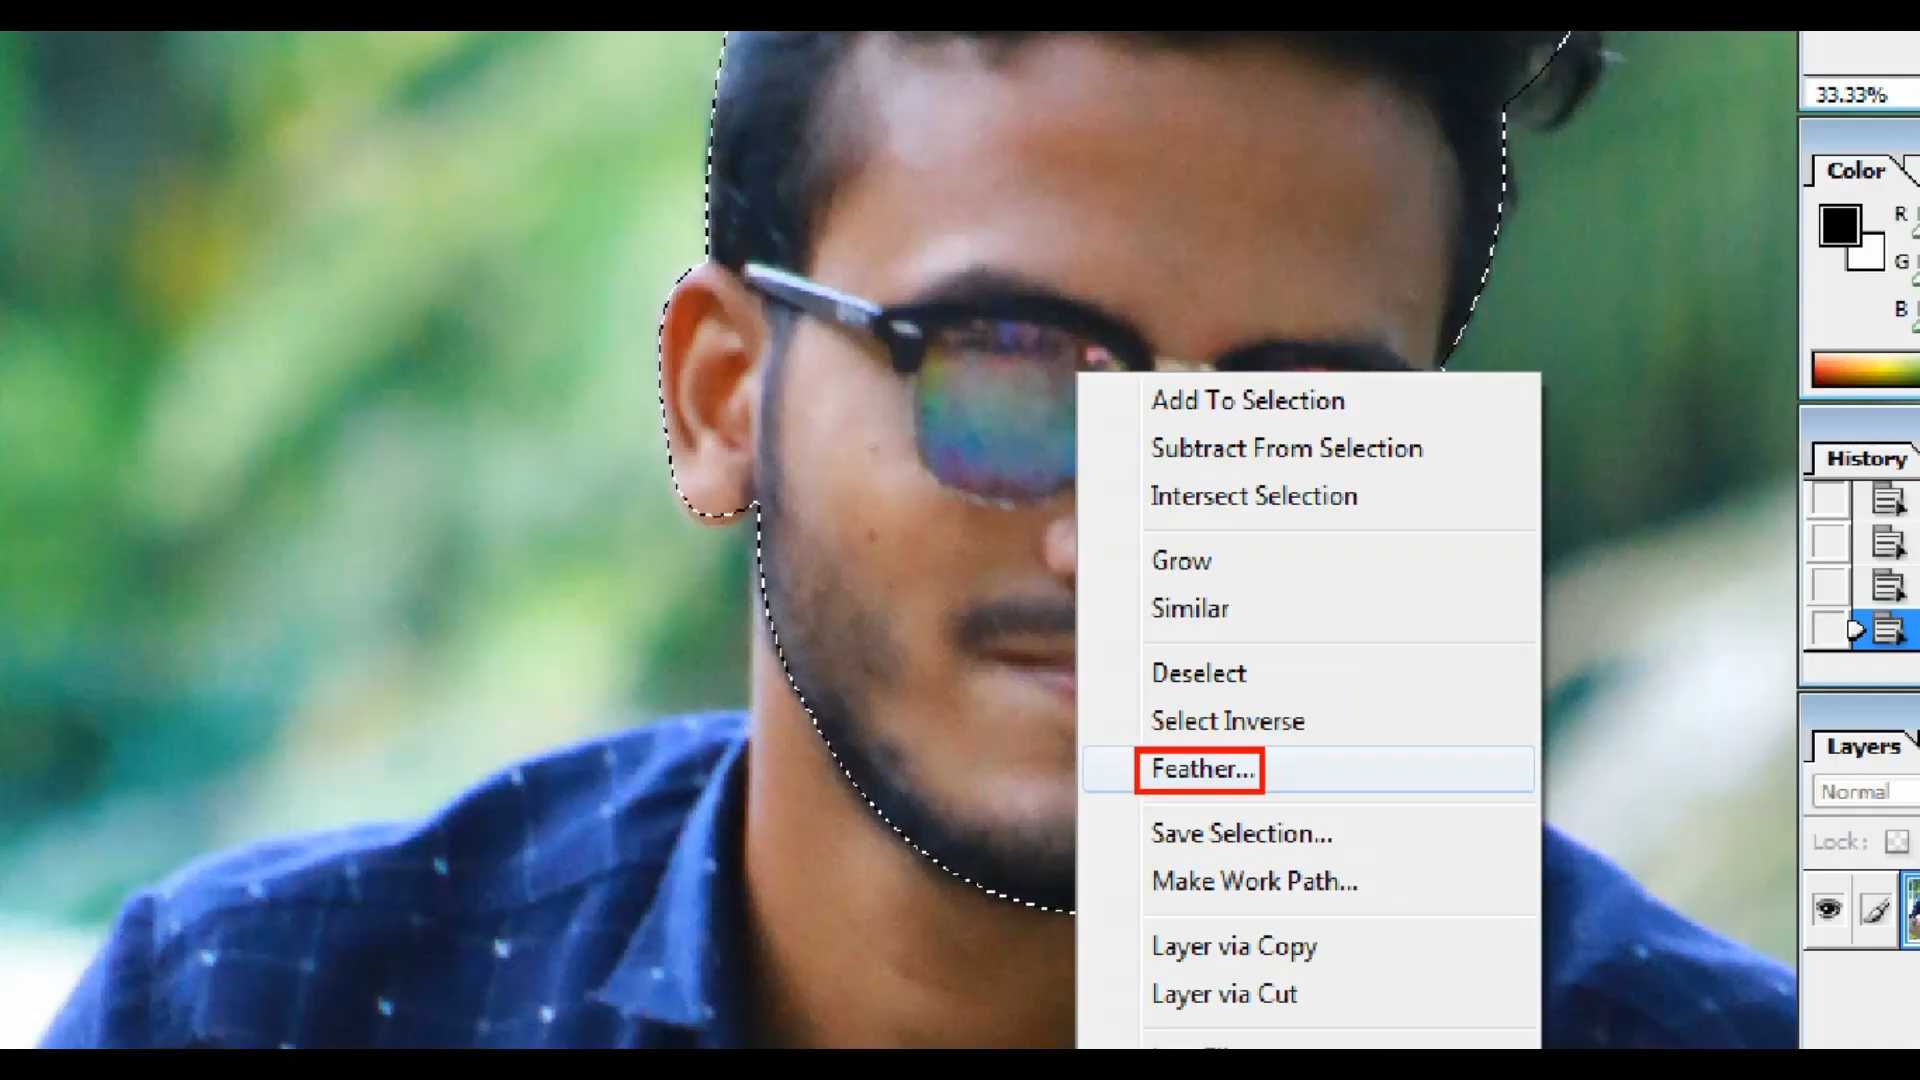 33.33%
Color
R
G
B
Add To Selection
Subtract From Selection
Intersect Selection
Grow
Similar
Deselect
Select Inverse
Feather...
Save Selection...
Make Work Path...
Layer via Copy
Layer via Cut
History
Layers
Normal
Lock: